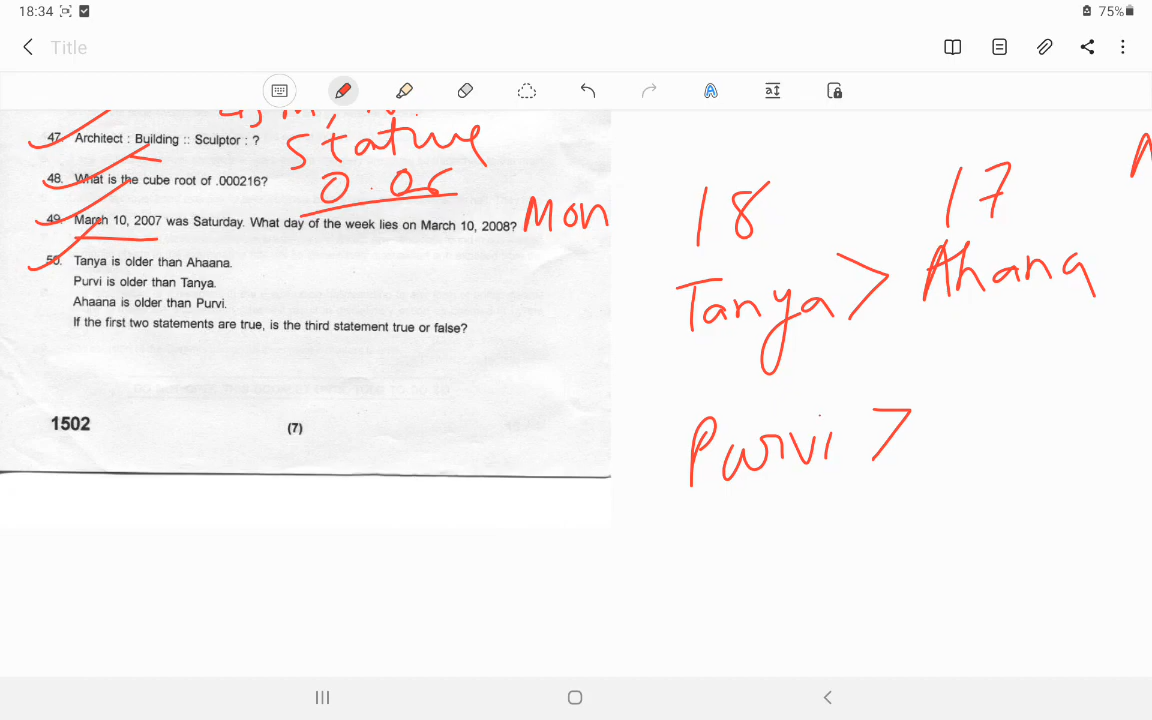 18:34
75%
Title
47. Architect : Building :: Sculptor : ?
Statue
48. What is the cube root of .000216?
0.06
49. March 10, 2007 was Saturday. What day of the week lies on March 10, 2008?
Mon
50. Tanya is older than Ahaana.
Purvi is older than Tanya.
Ahaana is older than Purvi.
If the first two statements are true, is the third statement true or false?
1502
(7)
18 17
Tanya > Ahana
Purvi >